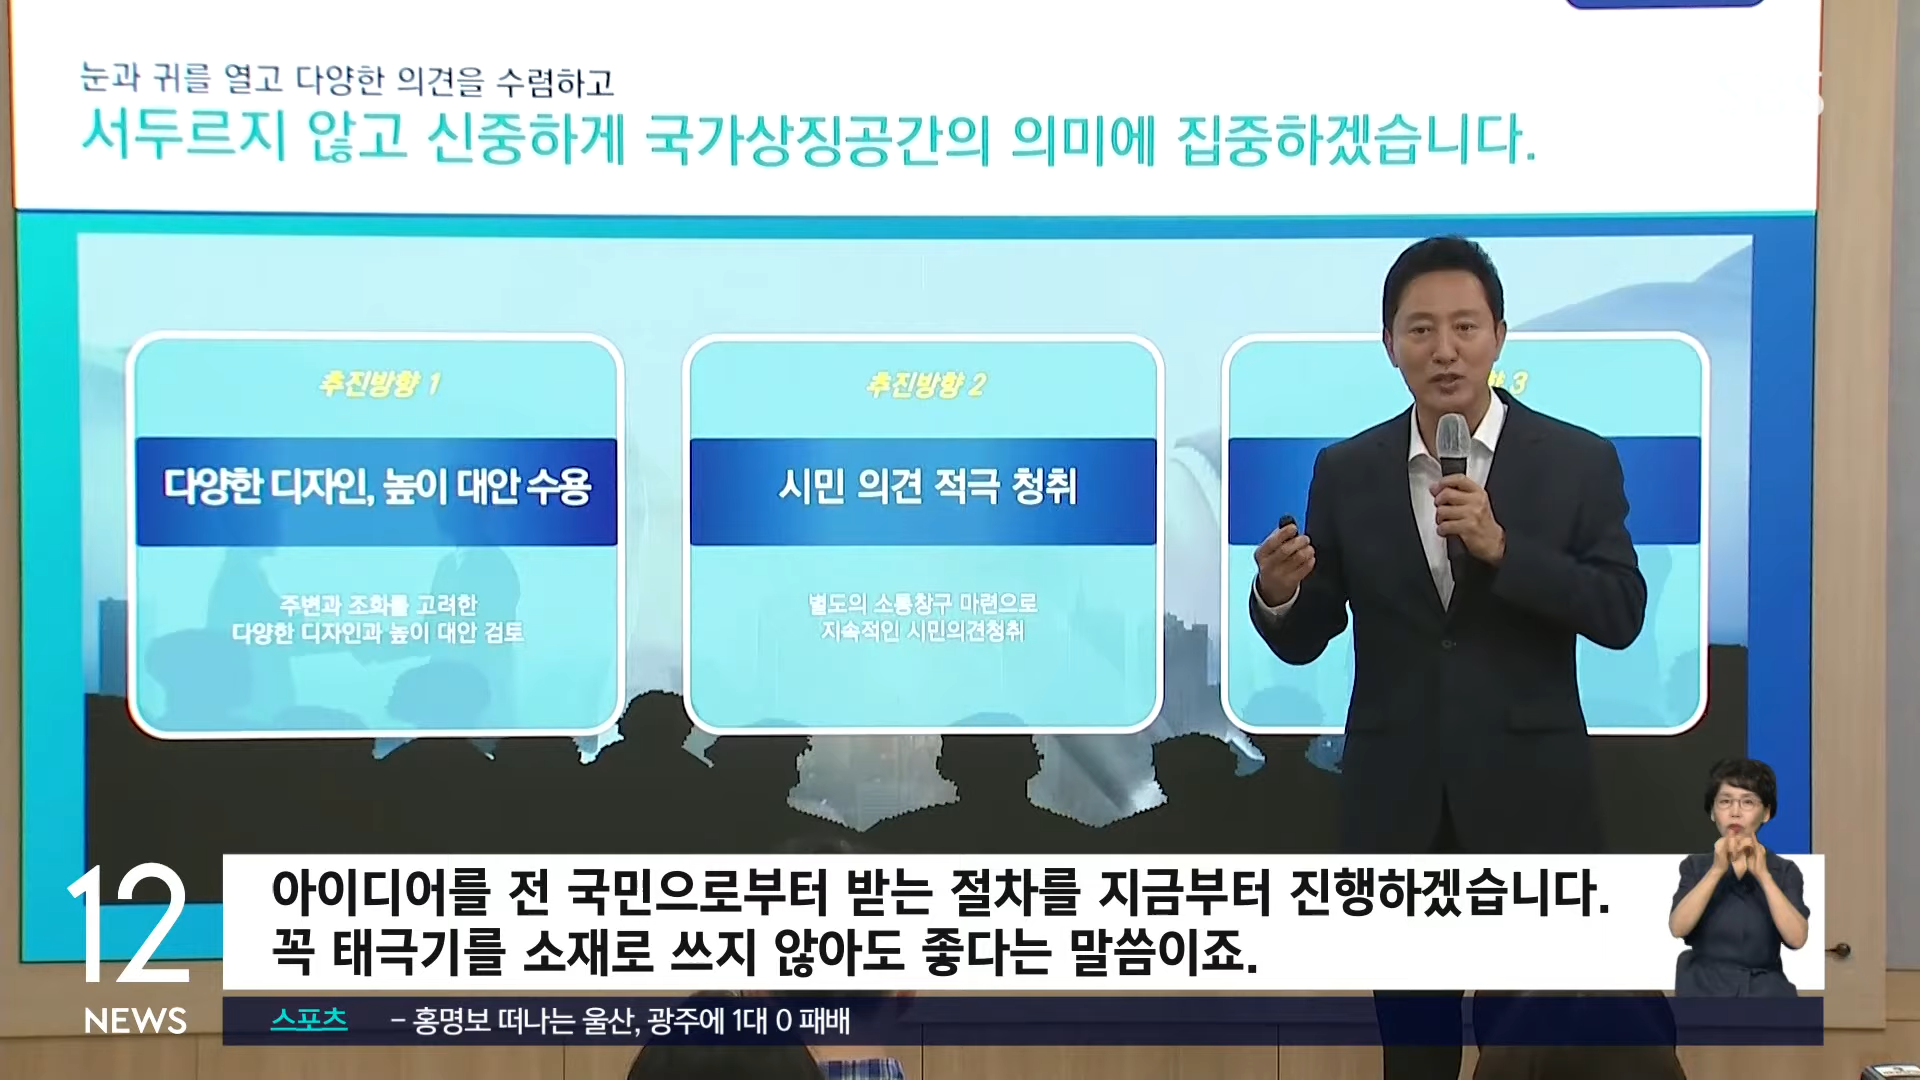 눈과 귀를 열고 다양한 의견을 수렴하고
서두르지 않고 신중하게 국가상징공간의 의미에 집중하겠습니다.
추진방향 1
다양한 디자인, 높이 대안 수용
주변과 조화를 고려한
다양한 디자인과 높이 대안 검토
추진방향 2
시민 의견 적극 청취
별도의 소통창구 마련으로
지속적인 시민의견청취
향 3
아이디어를 전 국민으로부터 받는 절차를 지금부터 진행하겠습니다.
꼭 태극기를 소재로 쓰지 않아도 좋다는 말씀이죠.
12
NEWS
스포츠 - 홍명보 떠나는 울산, 광주에 1대 0 패배